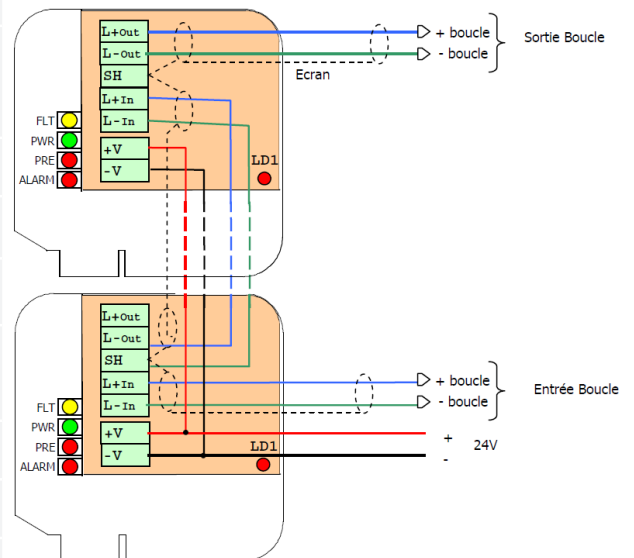 L+Out
+ boucle
Sortie Boucle
L-Out
- boucle
SH
Ecran
L+In
FLT
L-In
PWR
+V
PRE
LD1
-V
ALARM
L+Out
L-Out
SH
L+In
+ boucle
Entrée Boucle
FLT
L-In
- boucle
PWR
+V
+
24V
PRE
LD1
-V
-
ALARM